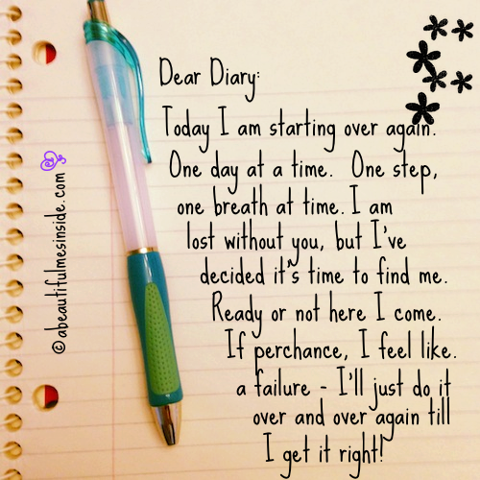 Dear Diary:
Today I am starting over again.
One day at a time. One step,
one breath at time. I am
lost without you, but I've
decided it's time to find me.
Ready or not here I come.
If perchance, I feel like.
a failure - I'll just do it
over and over again till
I get it right!
© abeautifulmesinside.com